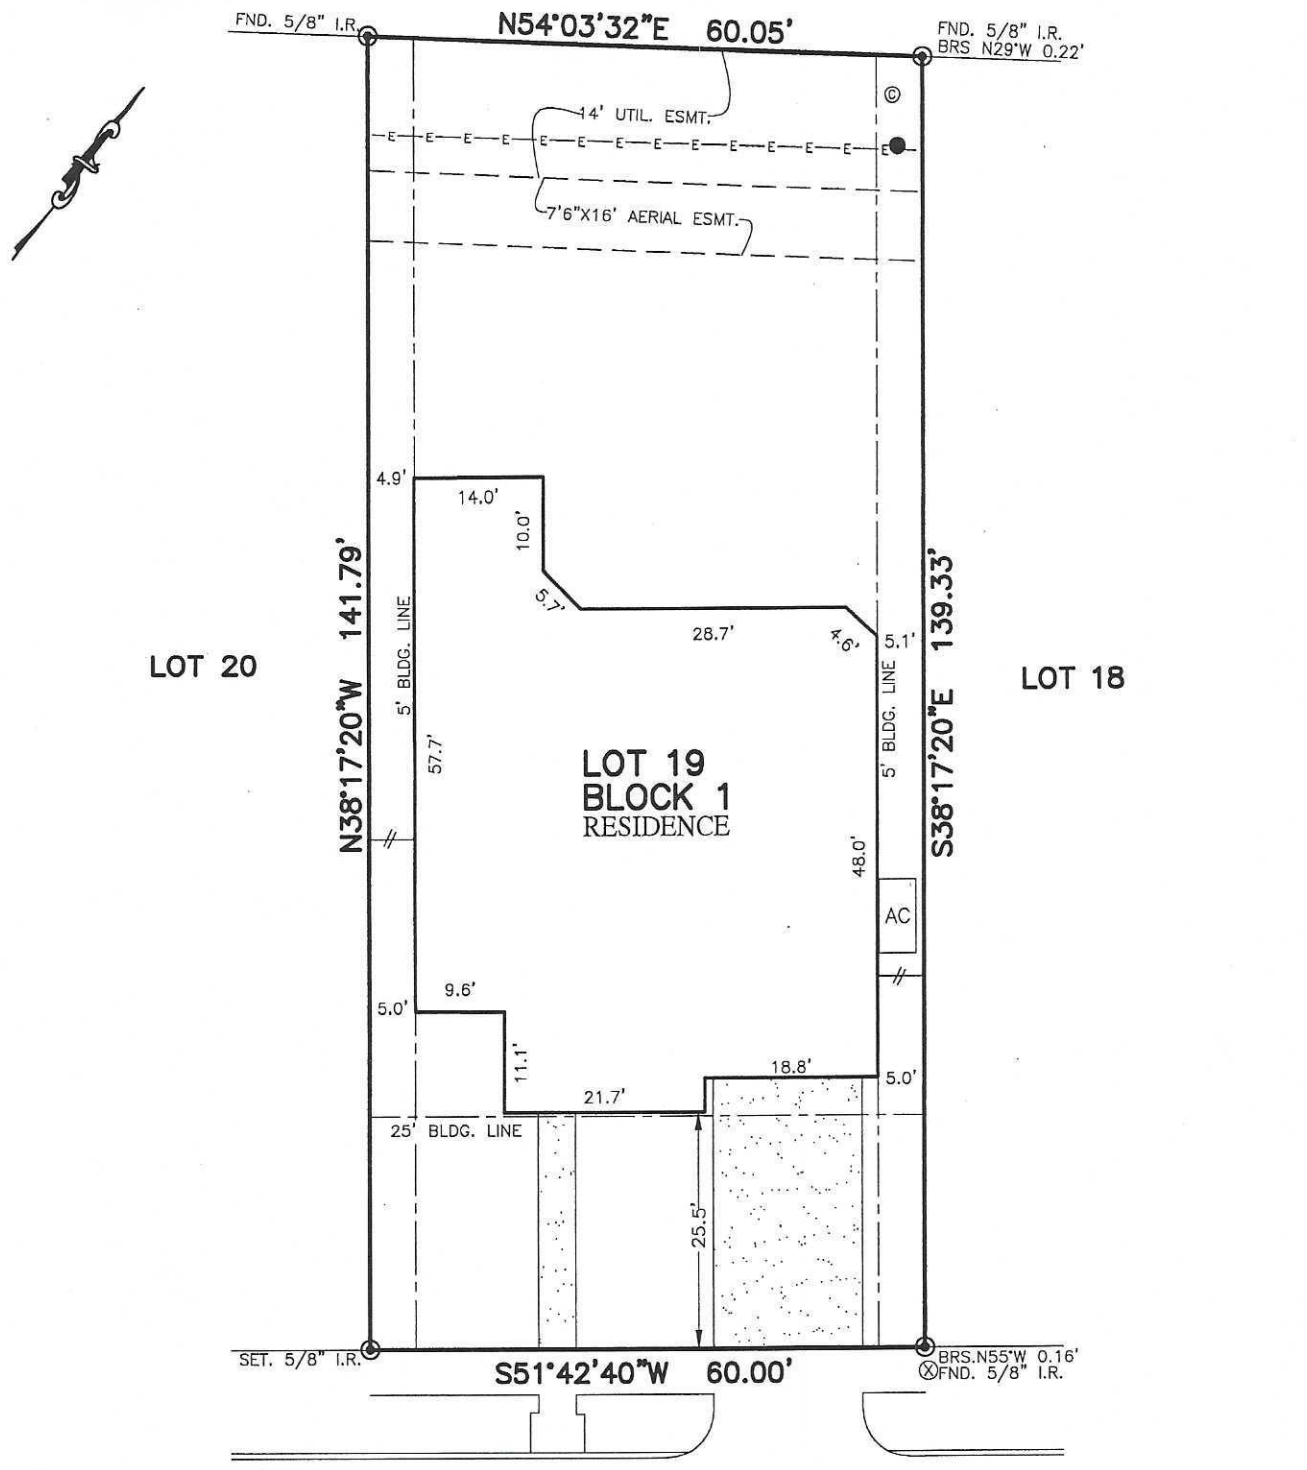 FND. 5/8" I.R.
N54°03'32"E 60.05'
FND. 5/8" I.R.
BRS N29°W 0.22'
©
14' UTIL. ESMT.
E E E E E E E E E E E E E E
7'6"X16' AERIAL ESMT.
4.9'
14.0'
10.0'
5.7'
28.7'
4.6'
5.1'
N38°17'20"W 141.79'
5' BLDG. LINE
57.7'
LOT 20
LOT 19
BLOCK 1
RESIDENCE
LOT 18
5' BLDG. LINE
S38°17'20"E 139.33'
48.0'
AC
9.6'
5.0'
11.1'
21.7'
18.8'
5.0'
25' BLDG. LINE
25.5'
SET. 5/8" I.R.
S51°42'40"W 60.00'
BRS.N55°W 0.16'
FND. 5/8" I.R.